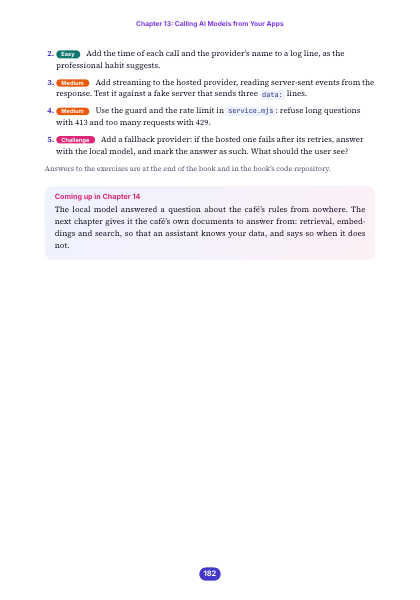 Chapter 13: Calling AI Models from Your Apps
2. Easy Add the time of each call and the provider's name to a log line, as the
professional habit suggests.
3. Medium Add streaming to the hosted provider, reading server-sent events from the
response. Test it against a fake server that sends three data: lines.
4. Medium Use the guard and the rate limit in service.mjs: refuse long questions
with 413 and too many requests with 429.
5. Challenge Add a fallback provider: if the hosted one fails after its retries, answer
with the local model, and mark the answer as such. What should the user see?
Answers to the exercises are at the end of the book and in the book's code repository.
Coming up in Chapter 14
The local model answered a question about the café's rules from nowhere. The
next chapter gives it the café's own documents to answer from: retrieval, embed-
dings and search, so that an assistant knows your data, and says so when it does
not.
182